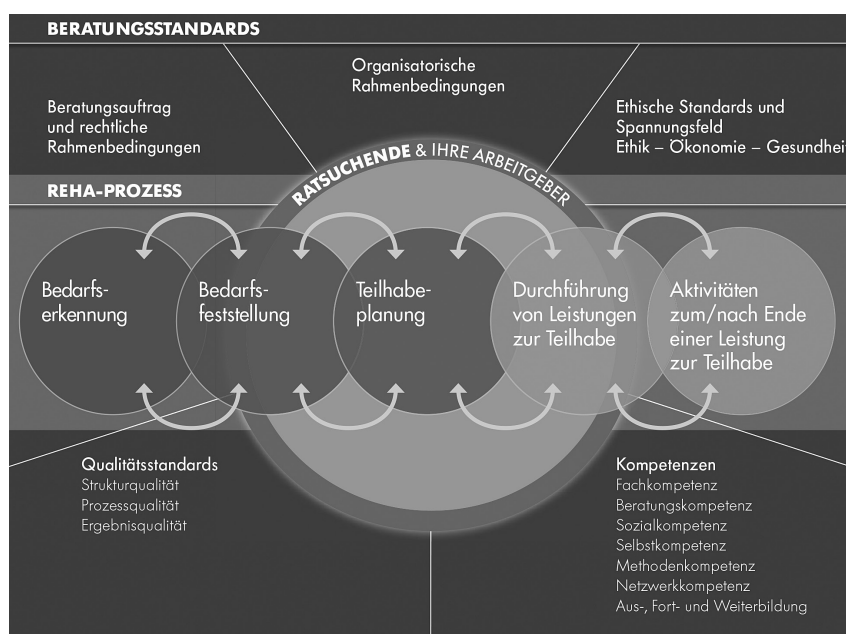 BERATUNGSSTANDARDS
Organisatorische
Rahmenbedingungen
Beratungsauftrag
und rechtliche
Rahmenbedingungen
Ethische Standards und
Spannungsfeld
Ethik – Ökonomie – Gesundhei
RATSUCHENDE & IHRE ARBEITGEBER
REHA-PROZESS
Bedarfs-
erkennung
Bedarfs-
feststellung
Teilhabe-
planung
Durchführung
von Leistungen
zur Teilhabe
Aktivitäten
zum/nach Ende
einer Leistung
zur Teilhabe
Qualitätsstandards
Strukturqualität
Prozessqualität
Ergebnisqualität
Kompetenzen
Fachkompetenz
Beratungskompetenz
Sozialkompetenz
Selbstkompetenz
Methodenkompetenz
Netzwerkkompetenz
Aus-, Fort- und Weiterbildung